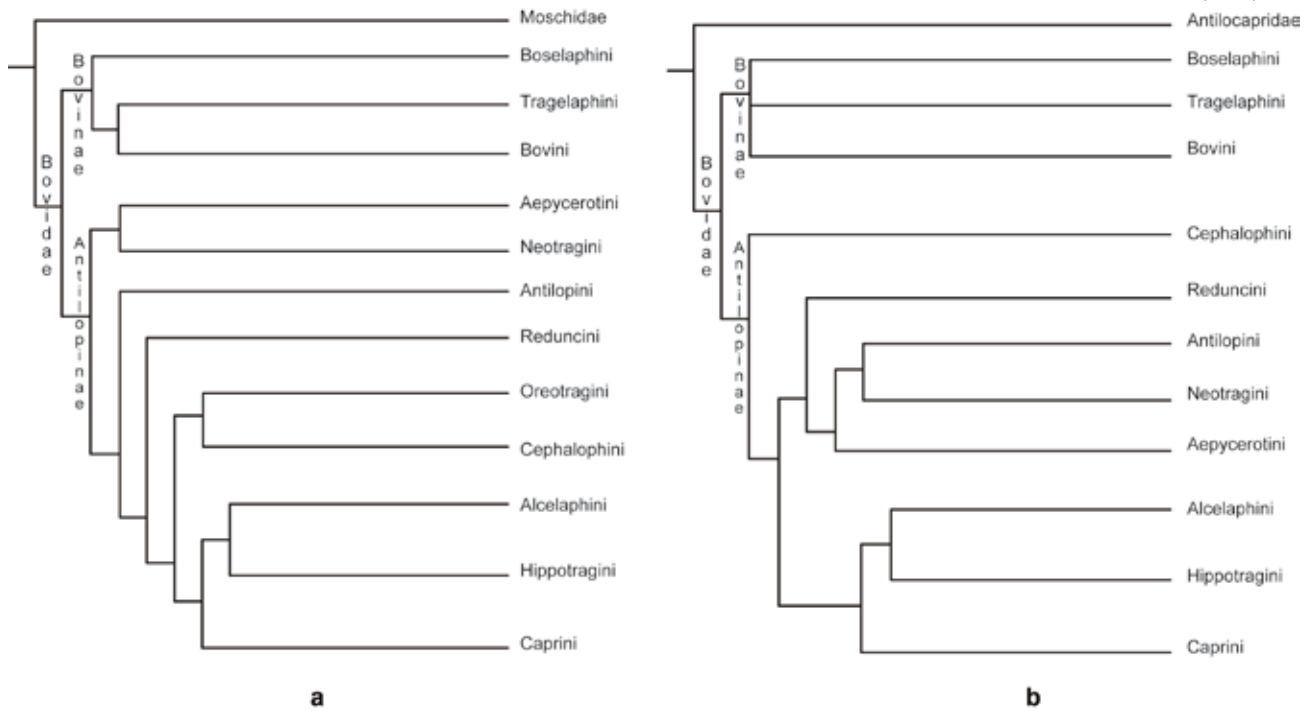 Moschidae
Boselaphini
Tragelaphini
Bovini
Aepycerotini
Neotragini
Antilopini
Reduncini
Oreotragini
Cephalophini
Alcelaphini
Hippotragini
Caprini
Bovinae
Bovidae
Antilopinae
a
Antilocapridae
Boselaphini
Tragelaphini
Bovini
Cephalophini
Reduncini
Antilopini
Neotragini
Aepycerotini
Alcelaphini
Hippotragini
Caprini
Bovinae
Bovidae
Antilopinae
b